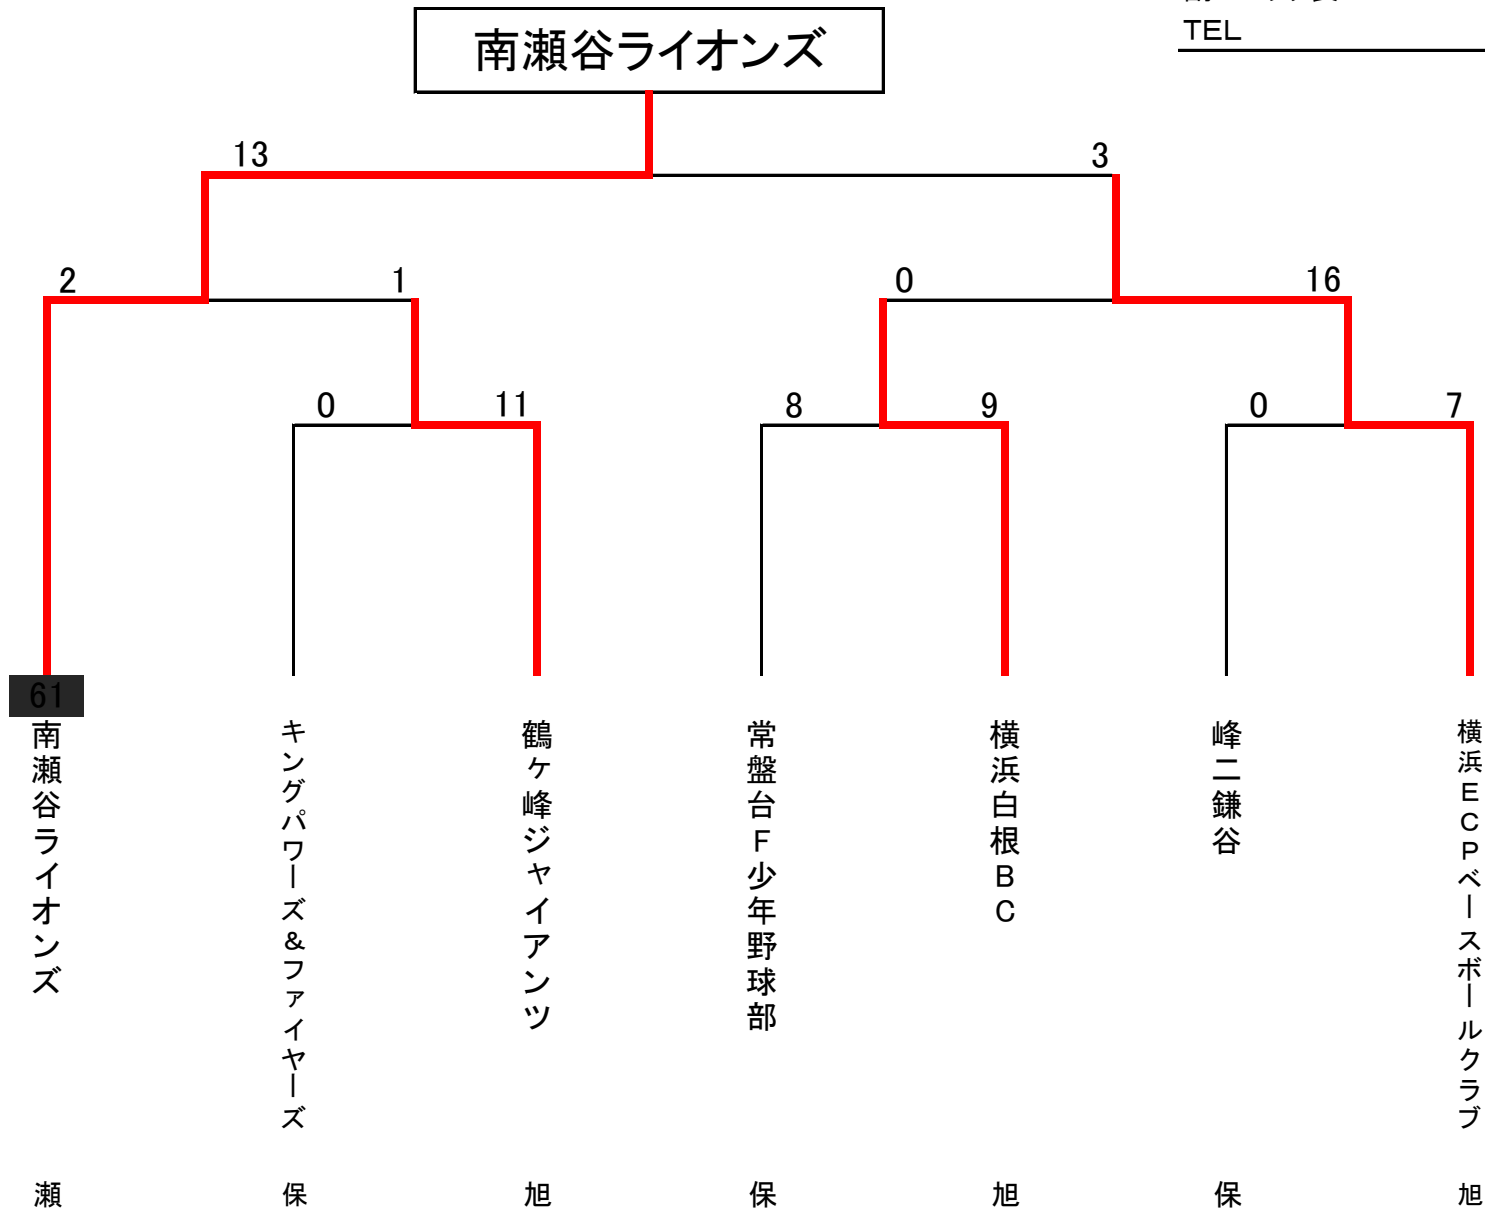 南瀬谷ライオンズ
TEL
13
3
2
1
0
16
0
11
8
9
0
7
61
南瀬谷ライオンズ
キングパワーズ&ファイヤーズ
鶴ヶ峰ジャイアンツ
常盤台F少年野球部
横浜白根BC
峰二鎌谷
横浜ECPベースボールクラブ
瀬
保
旭
保
旭
保
旭